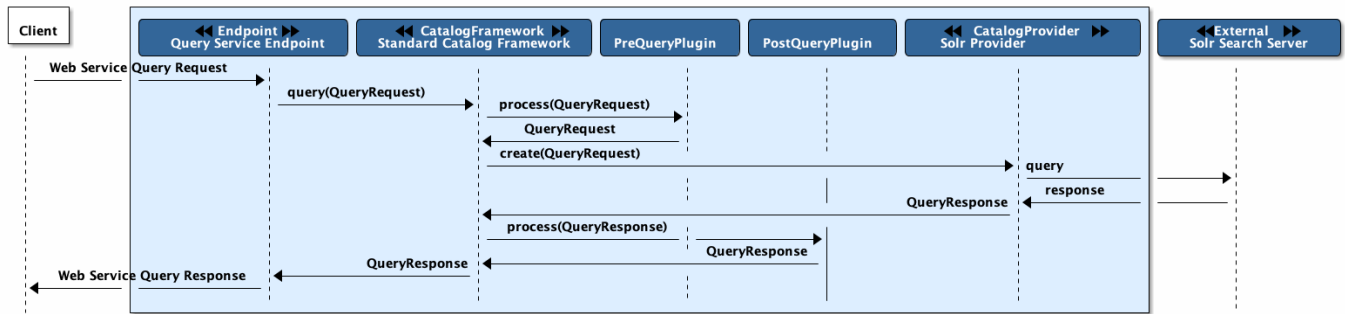 Client
◀◀ Endpoint ▶▶
Query Service Endpoint
◀◀ CatalogFramework ▶▶
Standard Catalog Framework
PreQueryPlugin
PostQueryPlugin
◀◀ CatalogProvider ▶▶
Solr Provider
◀◀External ▶▶
Solr Search Server
Web Service Query Request
query(QueryRequest)
process(QueryRequest)
QueryRequest
create(QueryRequest)
query
response
QueryResponse
process(QueryResponse)
QueryResponse
QueryResponse
Web Service Query Response